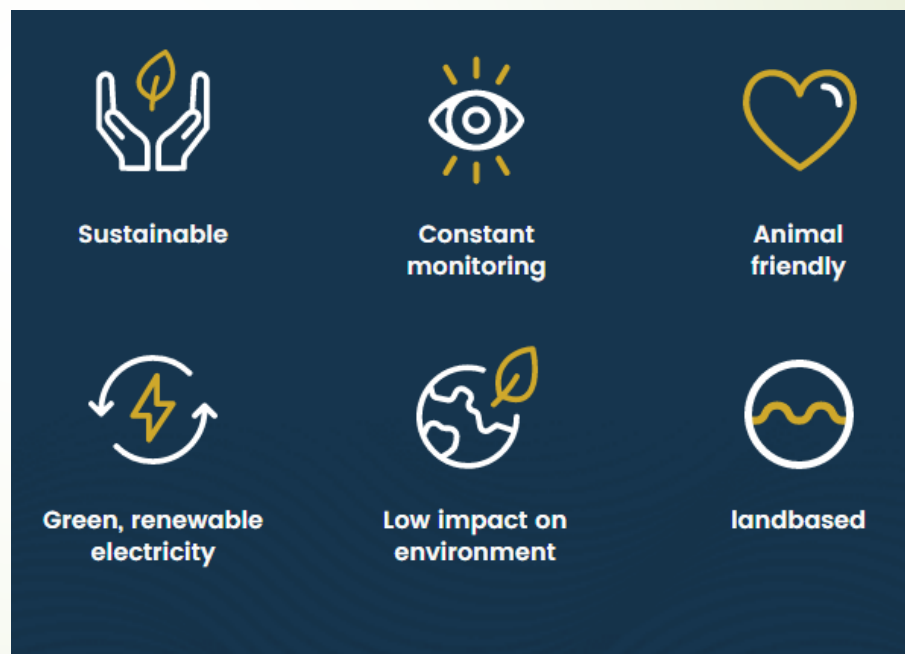 Sustainable
Constant
monitoring
Animal
friendly
Green, renewable
electricity
Low impact on
environment
landbased